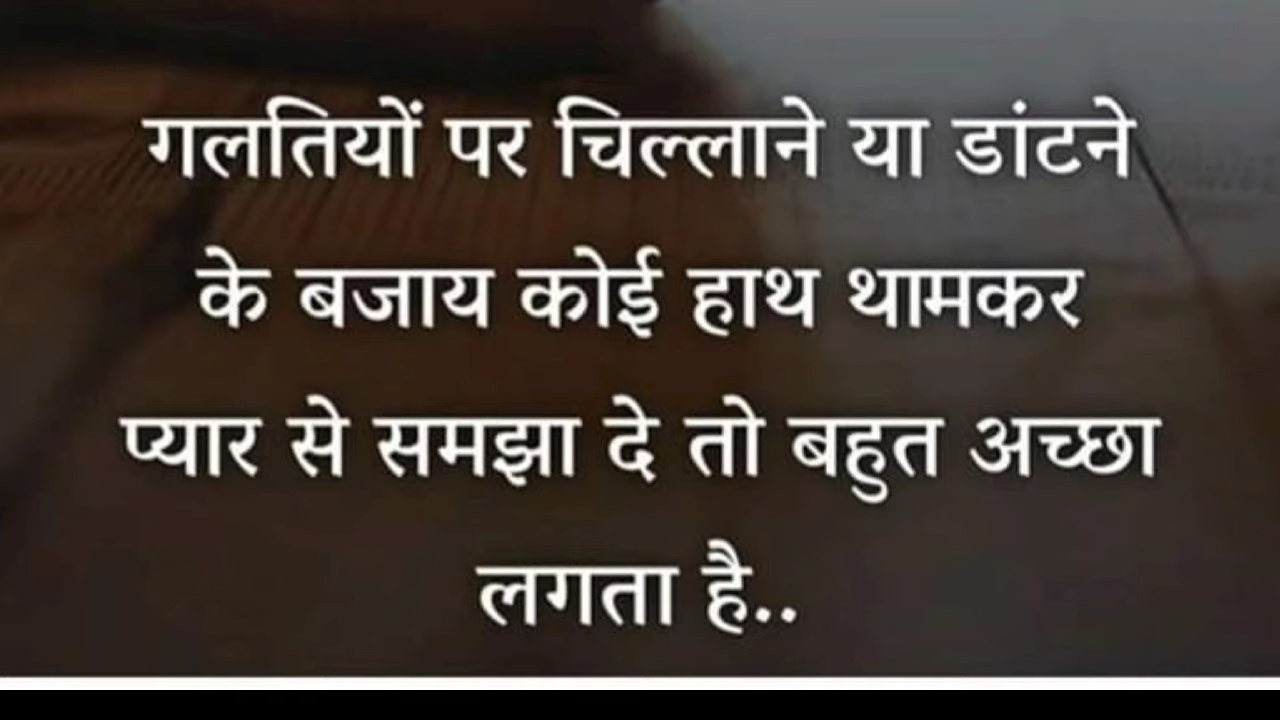 गलतियों पर चिल्लाने या डांटने
के बजाय कोई हाथ थामकर
प्यार से समझा दे तो बहुत अच्छा
लगता है..